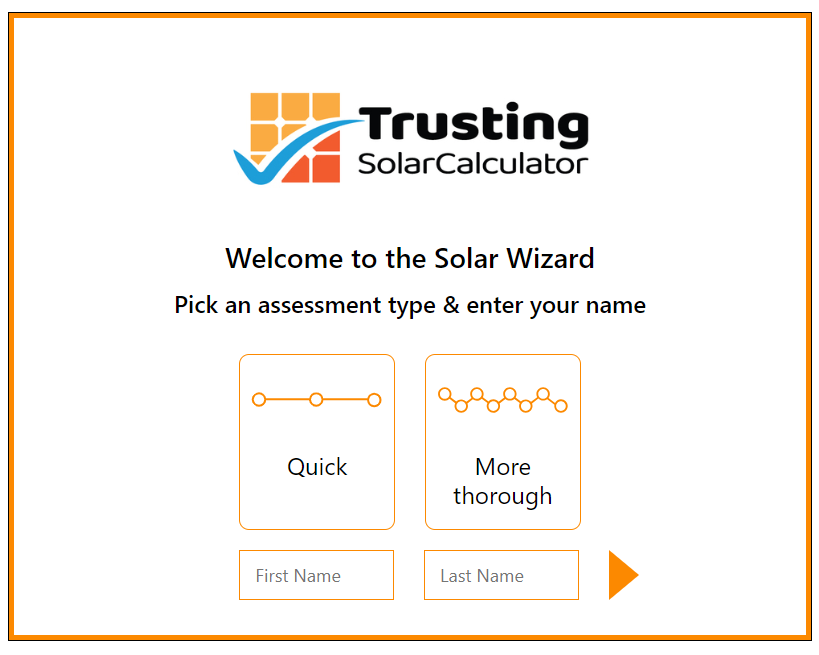 Trusting
SolarCalculator
Welcome to the Solar Wizard
Pick an assessment type & enter your name
Quick
More
thorough
First Name
Last Name